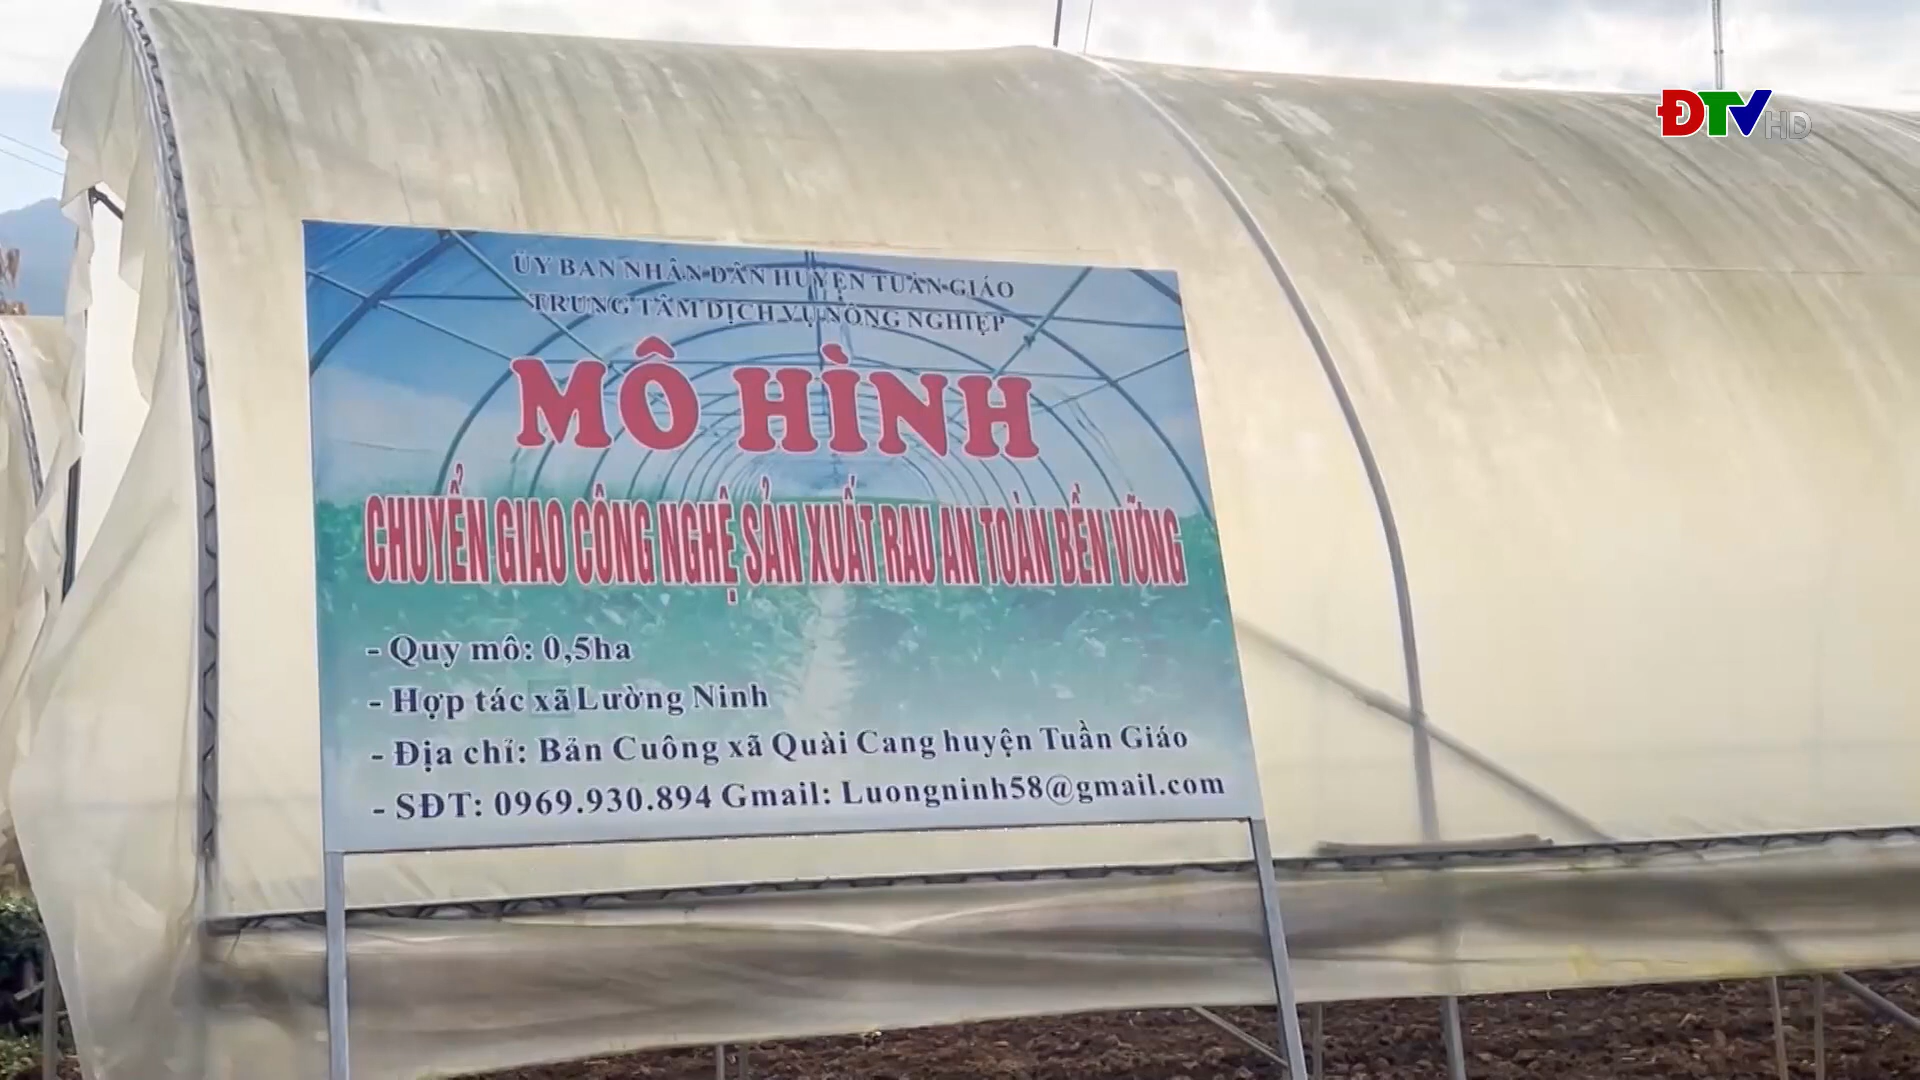 ĐTV HD
ỦY BAN NHÂN DÂN HUYỆN TUẦN GIÁO
TRUNG TÂM DỊCH VỤ NÔNG NGHIỆP
MÔ HÌNH
CHUYỂN GIAO CÔNG NGHỆ SẢN XUẤT RAU AN TOÀN BỀN VỮNG
- Quy mô: 0,5ha
- Hợp tác xã Lường Ninh
- Địa chỉ: Bản Cuông xã Quài Cang huyện Tuần Giáo
- SĐT: 0969.930.894 Gmail: Luongninh58@gmail.com